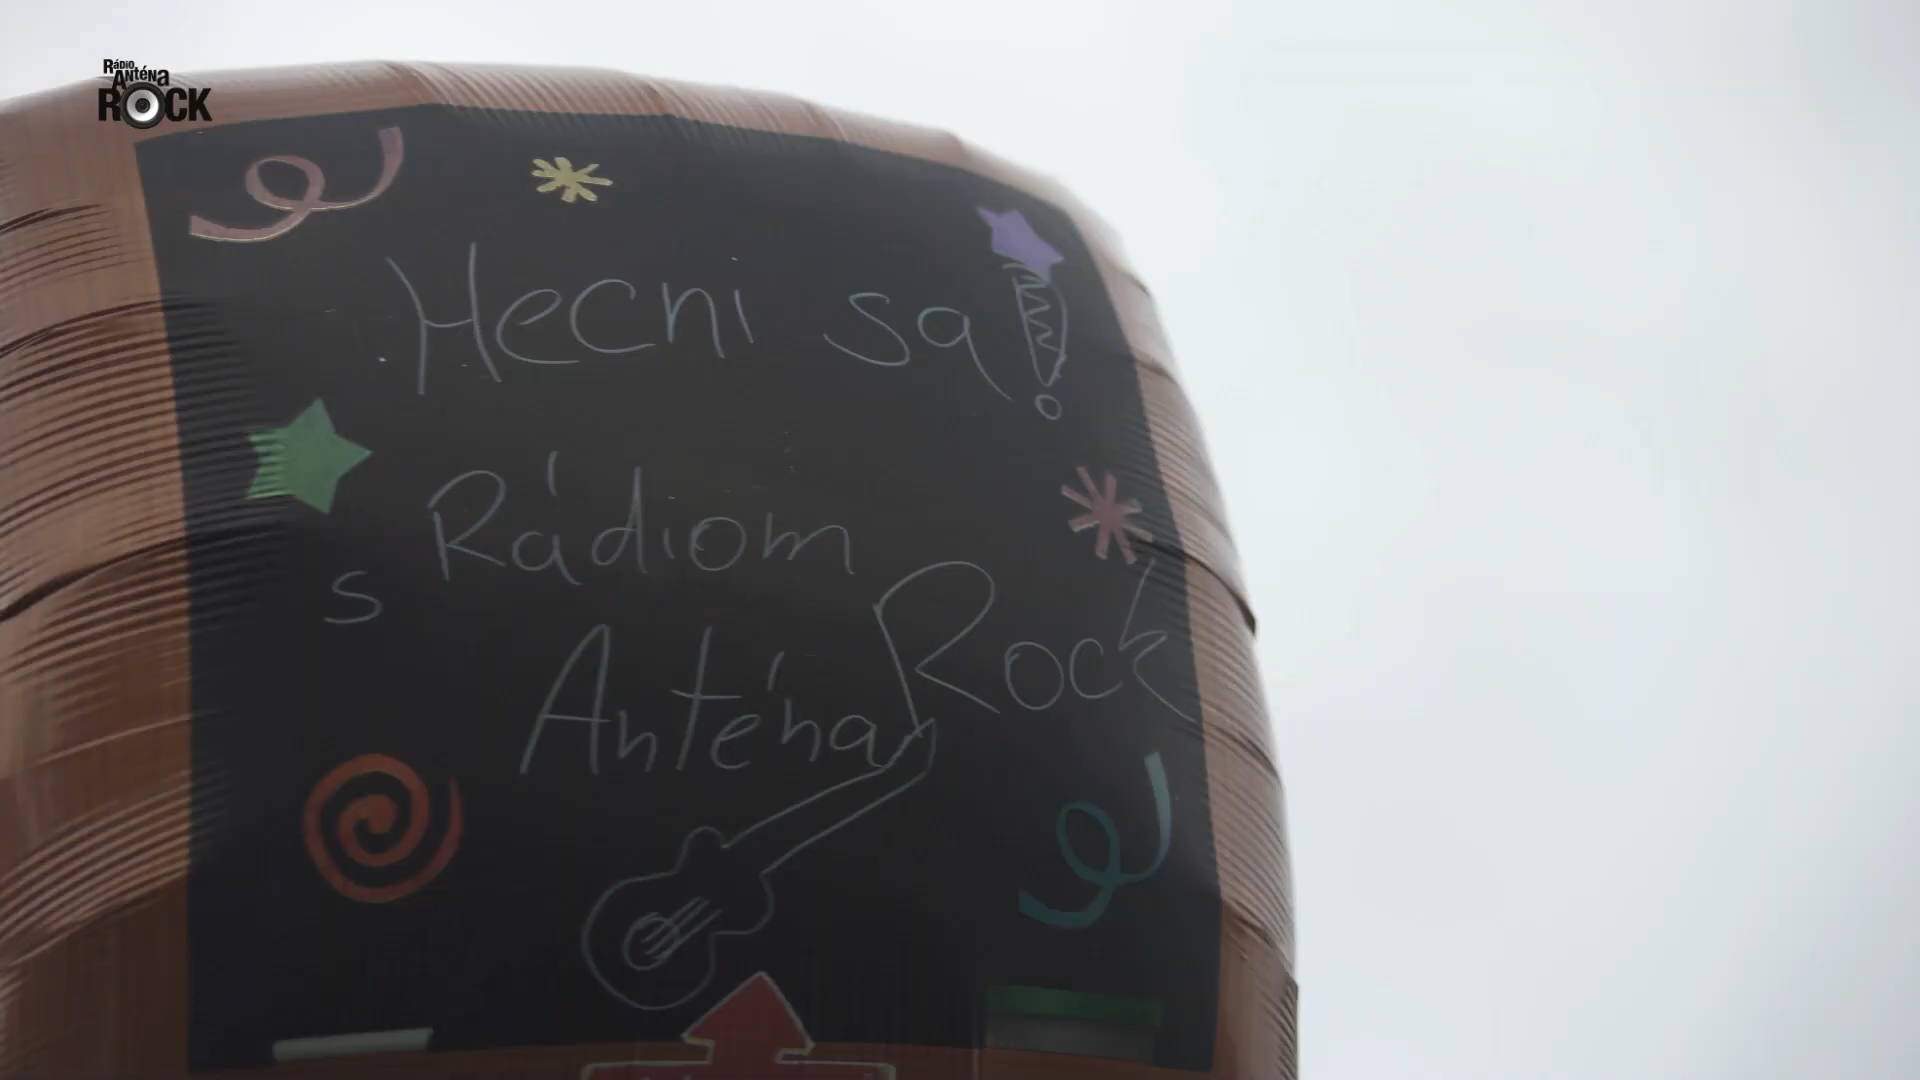 Rádio
Anténa
ROCK
Hecni sa!
s Rádiom
Anténa Rock